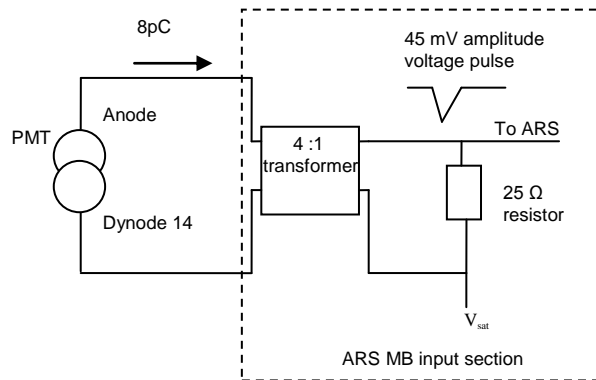 8pC
45 mV amplitude
voltage pulse
Anode
To ARS
PMT
4 :1
transformer
25 Ω
resistor
Dynode 14
Vsat
ARS MB input section